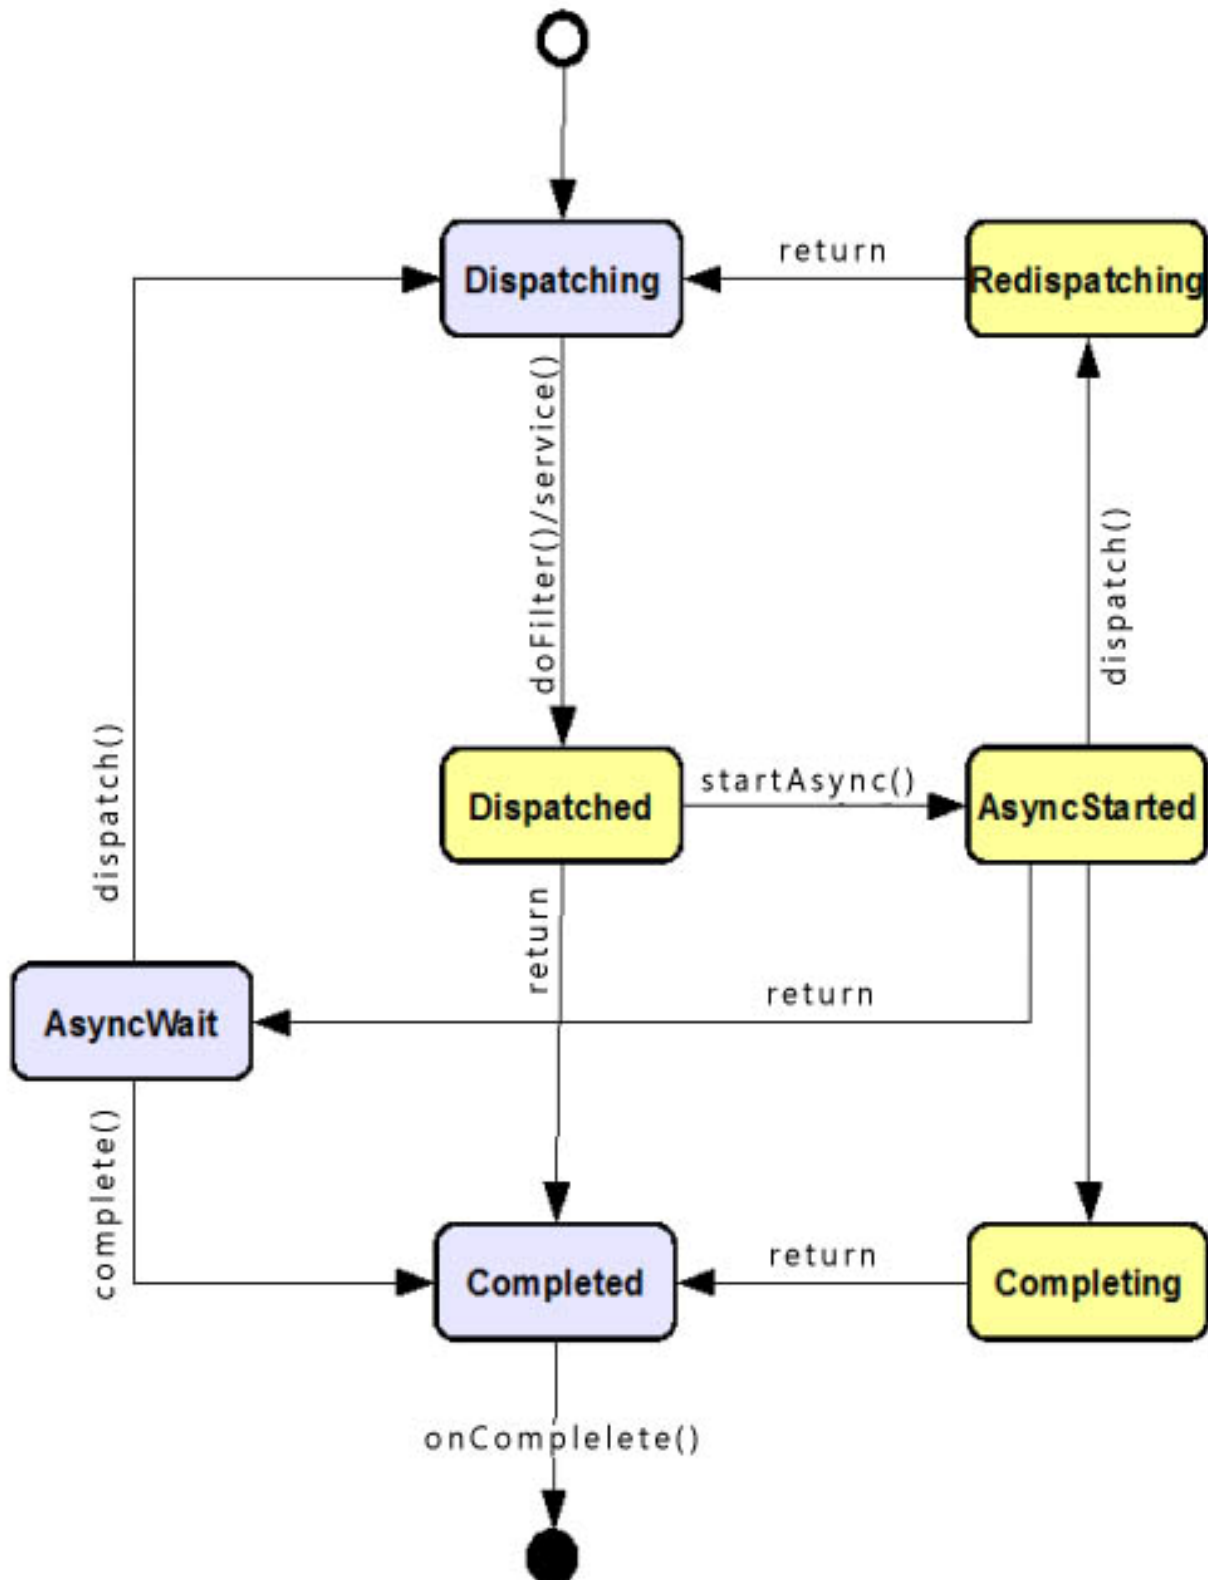 return
Dispatching
Redispatching
doFilter()/service()
dispatch()
dispatch()
startAsync()
Dispatched
AsyncStarted
return
return
AsyncWait
complete()
return
Completed
Completing
onComplelete()